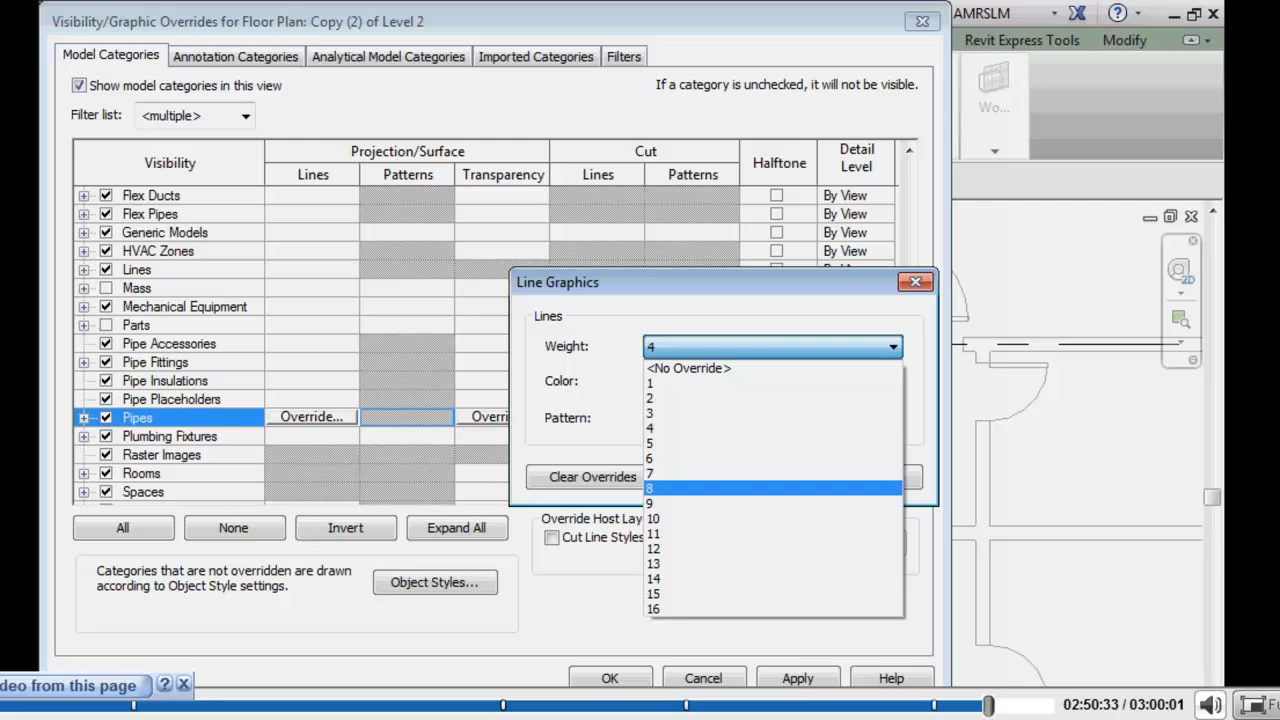 Visibility/Graphic Overrides for Floor Plan: Copy (2) of Level 2
AMRSLM
Revit Express Tools
Modify
Model Categories
Annotation Categories
Analytical Model Categories
Imported Categories
Filters
Show model categories in this view
If a category is unchecked, it will not be visible.
Filter list:
<multiple>
Wo...
Visibility
Projection/Surface
Cut
Halftone
Detail Level
Lines
Patterns
Transparency
Lines
Patterns
Flex Ducts
By View
Flex Pipes
By View
Generic Models
By View
HVAC Zones
By View
Lines
Mass
Mechanical Equipment
Parts
Pipe Accessories
Pipe Fittings
Pipe Insulations
Pipe Placeholders
Pipes
Override...
Overri
Plumbing Fixtures
Raster Images
Rooms
Spaces
Line Graphics
Lines
Weight:
4
Color:
Pattern:
Clear Overrides
<No Override>
1
2
3
4
5
6
7
8
9
10
11
12
13
14
15
16
2D
All
None
Invert
Expand All
Override Host Lay
Cut Line Styles
Categories that are not overridden are drawn
according to Object Style settings.
Object Styles...
OK
Cancel
Apply
Help
deo from this page
02:50:33 / 03:00:01
Fu